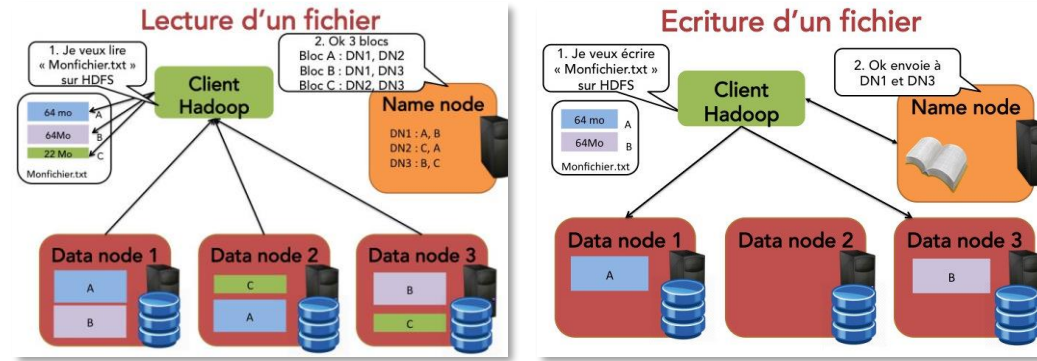 Lecture d'un fichier
1. Je veux lire
« Monfichier.txt »
sur HDFS
2. Ok 3 blocs
Bloc A : DN1, DN2
Bloc B : DN1, DN3
Bloc C : DN2, DN3
Client
Hadoop
Name node
DN1 : A, B
DN2 : C, A
DN3 : B, C
64 mo A
64Mo B
22 Mo C
Monfichier.txt
Data node 1
A
B
Data node 2
C
A
Data node 3
B
C
Ecriture d'un fichier
1. Je veux écrire
« Monfichier.txt »
sur HDFS
2. Ok envoie à
DN1 et DN3
Client
Hadoop
Name node
64 mo A
64Mo B
Monfichier.txt
Data node 1
A
Data node 2
Data node 3
B